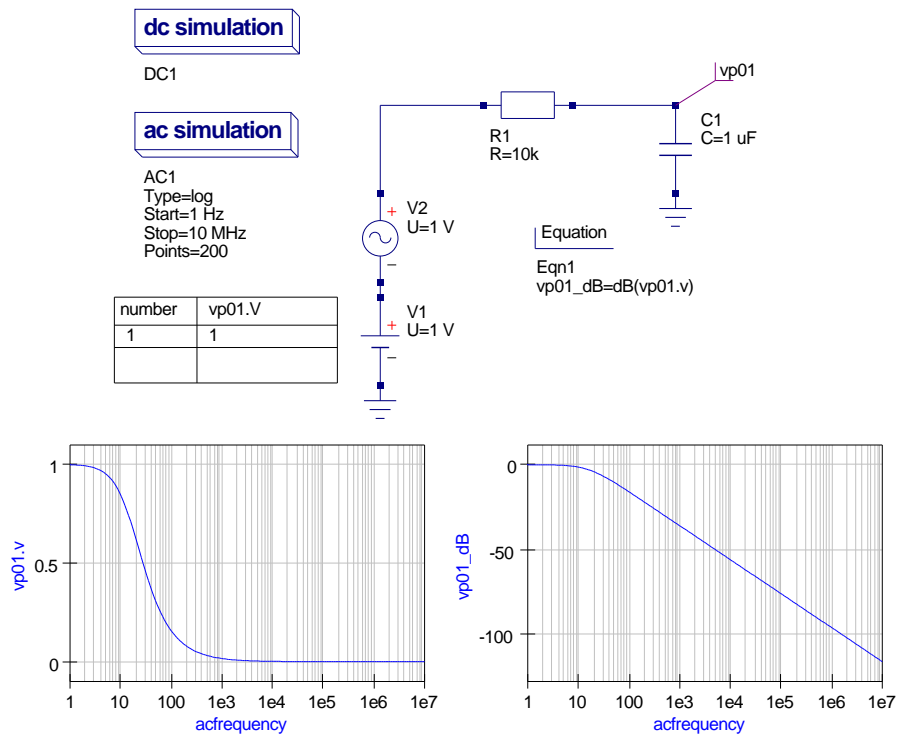 dc simulation
DC1
ac simulation
AC1
Type=log
Start=1 Hz
Stop=10 MHz
Points=200
vp01
R1
R=10k
C1
C=1 uF
+
V2
U=1 V
–
+
V1
U=1 V
–
Equation
Eqn1
vp01_dB=dB(vp01.v)
number vp01.V
1 1
1
0.5
0
vp01.v
1 10 100 1e3 1e4 1e5 1e6 1e7
acfrequency
0
-50
-100
vp01_dB
1 10 100 1e3 1e4 1e5 1e6 1e7
acfrequency